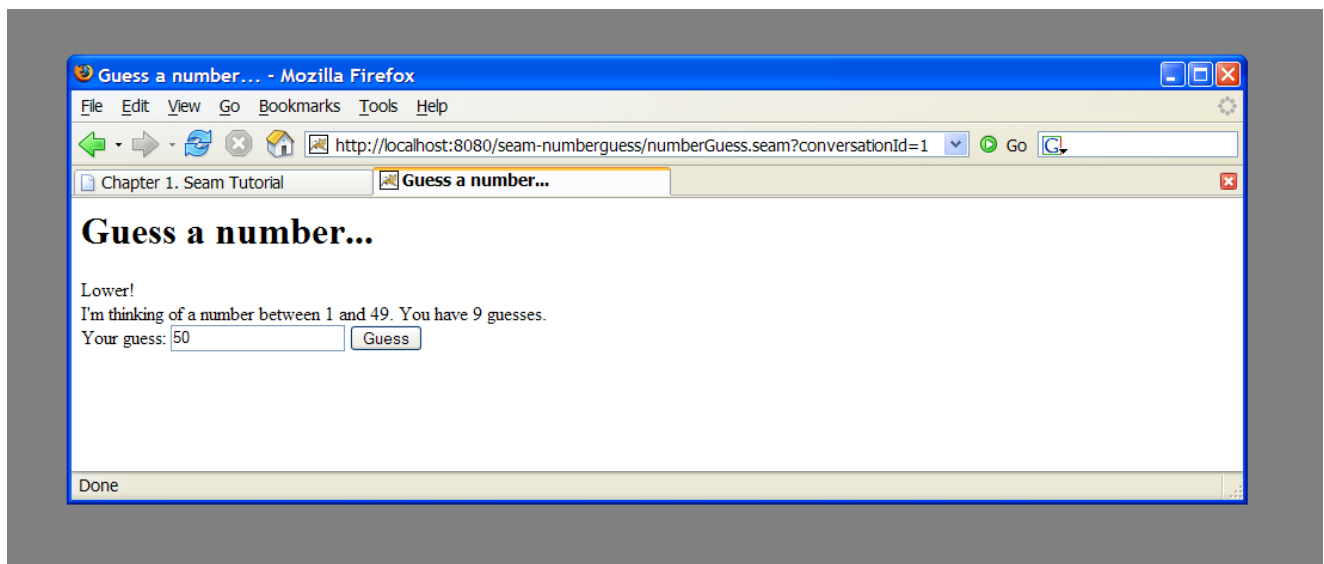 Guess a number... - Mozilla Firefox
File Edit View Go Bookmarks Tools Help
http://localhost:8080/seam-numberguess/numberGuess.seam?conversationId=1 Go G
Chapter 1. Seam Tutorial Guess a number...
Guess a number...
Lower!
I'm thinking of a number between 1 and 49. You have 9 guesses.
Your guess: 50 Guess
Done